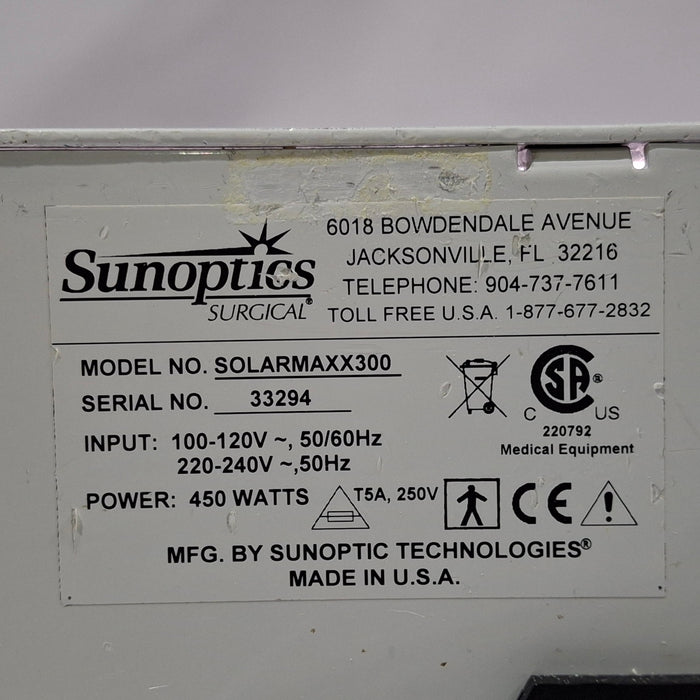 Sunoptics
SURGICAL®
6018 BOWDENDALE AVENUE
JACKSONVILLE, FL 32216
TELEPHONE: 904-737-7611
TOLL FREE U.S.A. 1-877-677-2832
MODEL NO. SOLARMAXX300
SERIAL NO. 33294
INPUT: 100-120V ~, 50/60Hz
220-240V ~,50Hz
POWER: 450 WATTS
T5A, 250V
CSA®
C US
220792
Medical Equipment
CE
!
MFG. BY SUNOPTIC TECHNOLOGIES®
MADE IN U.S.A.